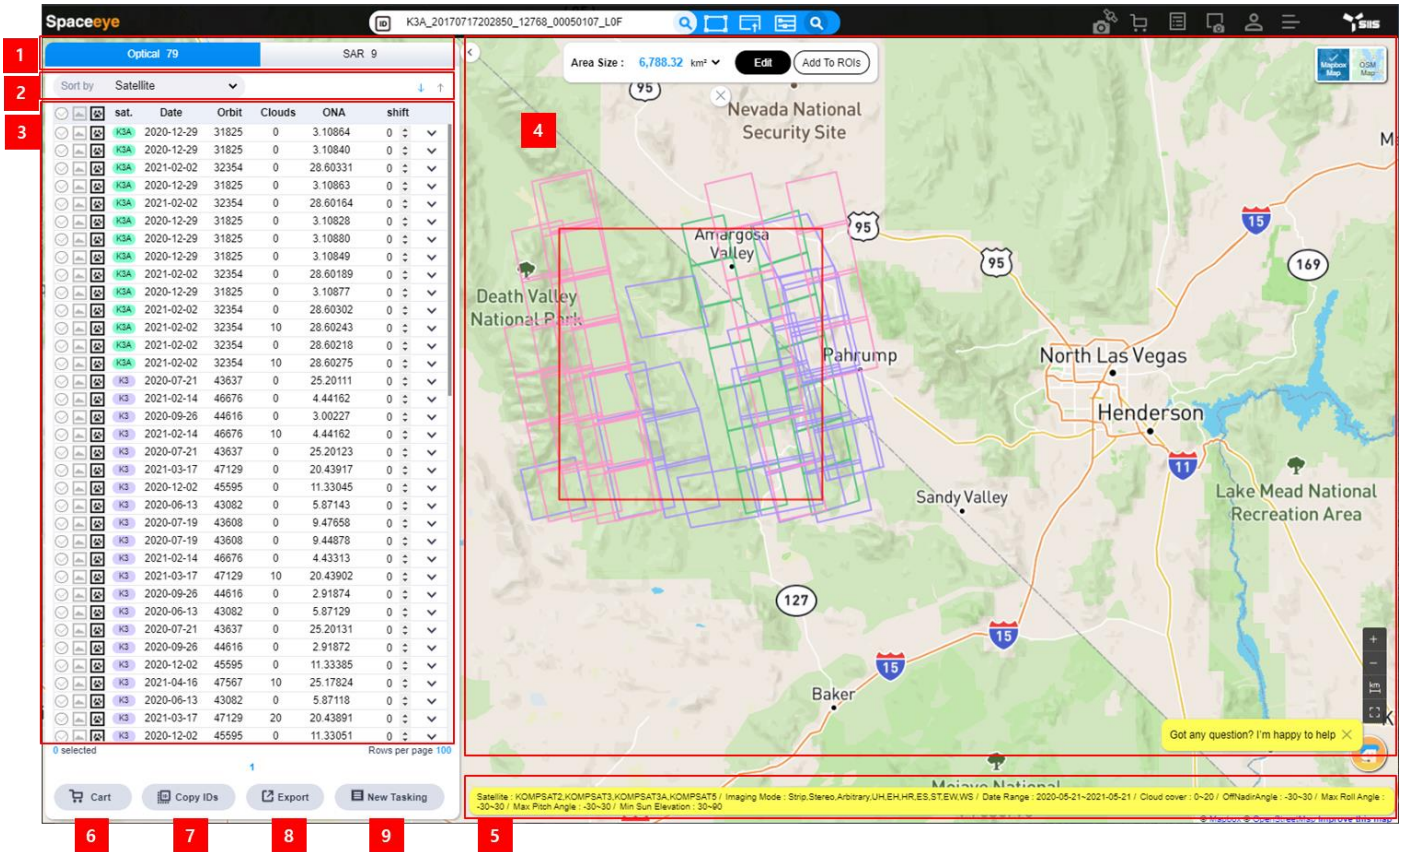 Spaceeye
ID K3A_20170717202850_12768_00050107_L0F
SIIS
1
Optical 79
SAR 9
2
Sort by Satellite
↓ ↑
3
sat. Date Orbit Clouds ONA shift
K3A 2020-12-29 31825 0 3.10864 0
K3A 2020-12-29 31825 0 3.10840 0
K3A 2021-02-02 32354 0 28.60331 0
K3A 2020-12-29 31825 0 3.10863 0
K3A 2021-02-02 32354 0 28.60164 0
K3A 2020-12-29 31825 0 3.10828 0
K3A 2020-12-29 31825 0 3.10880 0
K3A 2020-12-29 31825 0 3.10849 0
K3A 2021-02-02 32354 0 28.60189 0
K3A 2020-12-29 31825 0 3.10877 0
K3A 2021-02-02 32354 0 28.60302 0
K3A 2021-02-02 32354 10 28.60243 0
K3A 2021-02-02 32354 0 28.60218 0
K3A 2021-02-02 32354 10 28.60275 0
K3 2020-07-21 43637 0 25.20111 0
K3 2021-02-14 46676 0 4.44162 0
K3 2020-09-26 44616 0 3.00227 0
K3 2021-02-14 46676 10 4.44162 0
K3 2020-07-21 43637 0 25.20123 0
K3 2021-03-17 47129 0 20.43917 0
K3 2020-12-02 45595 0 11.33045 0
K3 2020-06-13 43082 0 5.87143 0
K3 2020-07-19 43608 0 9.47658 0
K3 2020-07-19 43608 0 9.44878 0
K3 2021-02-14 46676 0 4.43313 0
K3 2021-03-17 47129 10 20.43902 0
K3 2020-09-26 44616 0 2.91874 0
K3 2020-06-13 43082 0 5.87129 0
K3 2020-07-21 43637 0 25.20131 0
K3 2020-09-26 44616 0 2.91872 0
K3 2020-12-02 45595 0 11.33385 0
K3 2021-04-16 47567 10 25.17824 0
K3 2020-06-13 43082 0 5.87118 0
K3 2021-03-17 47129 20 20.43891 0
K3 2020-12-02 45595 0 11.33051 0
0 selected
Rows per page 100
1
Cart
Copy IDs
Export
New Tasking
6
7
8
9
4
Area Size : 6,788.32 km²
Edit
Add To ROIs
Mapbox
Map
OSM
Map
95
Nevada National
Security Site
95
Amargosa
Valley
95
15
169
Death Valley
National Park
Pahrump
North Las Vegas
Henderson
11
Sandy Valley
Lake Mead National
Recreation Area
127
15
15
Baker
+
−
km
K
Got any question? I'm happy to help
Mojave National
Satellite : KOMPSAT2,KOMPSAT3,KOMPSAT3A,KOMPSAT5 / Imaging Mode : Strip,Stereo,Arbitrary,UH,EH,HR,ES,ST,EW,WS / Date Range : 2020-05-21~2021-05-21 / Cloud cover : 0~20 / OffNadirAngle : -30~30 / Max Roll Angle :
-30~30 / Max Pitch Angle : -30~30 / Min Sun Elevation : 30~90
© Mapbox © OpenStreetMap Improve this map
5